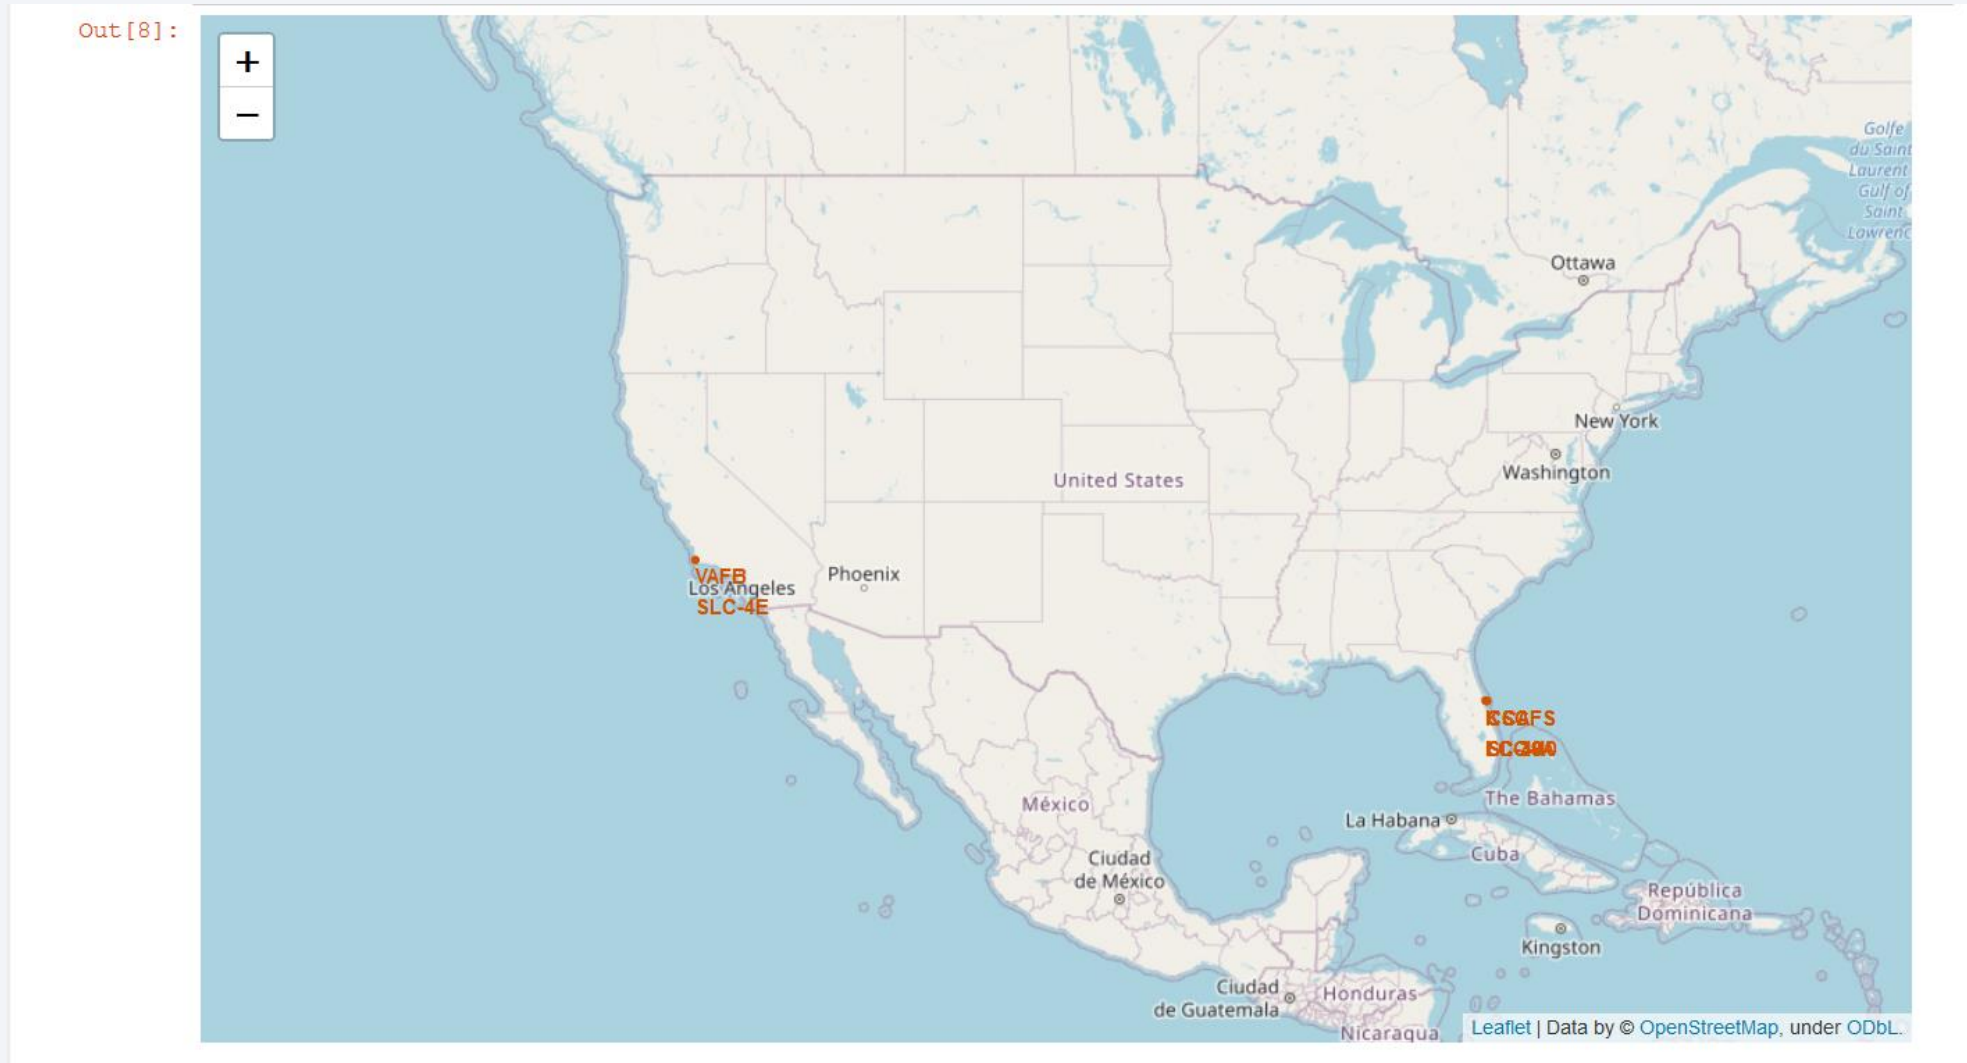 Out[8]:
+
−
Golfe
du Saint
Laurent
Gulf of
Saint
Lawrenc
Ottawa
New York
Washington
United States
VAFB
Los Angeles
SLC-4E
Phoenix
The Bahamas
La Habana
Cuba
México
Ciudad
de México
República
Dominicana
Kingston
Ciudad
de Guatemala
Honduras
Nicaragua
Leaflet | Data by © OpenStreetMap, under ODbL.